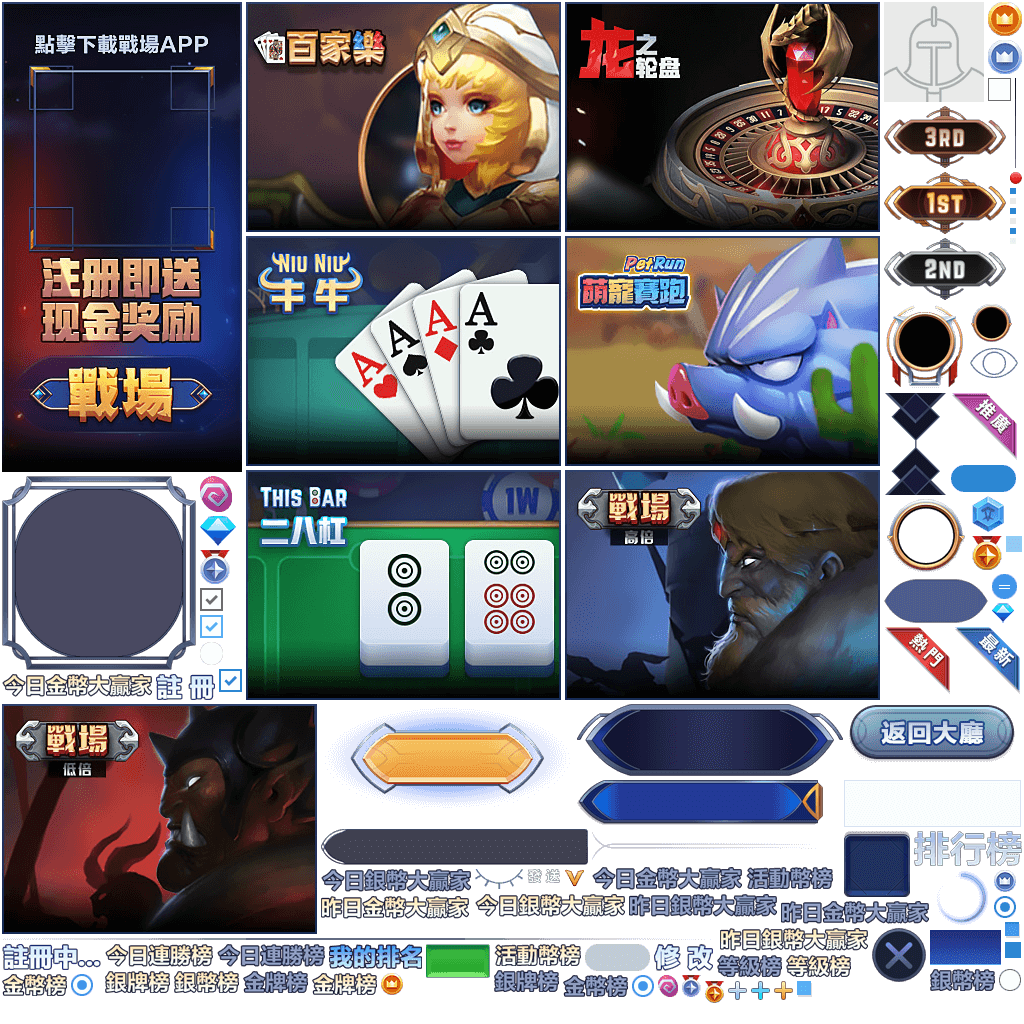 點擊下載戰場APP
注册即送
现金奖励
戰場
百家樂
龙之
轮盘
3RD
1ST
2ND
NIU NIU
牛牛
PetRun
萌寵賽跑
推廣
THIS BAR
二八杠
1W
戰場
高倍
熱門
最新
今日金幣大贏家
註 冊
戰場
低倍
返回大廳
排行榜
今日銀幣大贏家
發送
今日金幣大贏家
活動幣榜
昨日金幣大贏家
今日銀幣大贏家
昨日銀幣大贏家
昨日金幣大贏家
註冊中...
今日連勝榜
今日連勝榜
我的排名
活動幣榜
修 改
昨日銀幣大贏家
等級榜
等級榜
金幣榜
銀牌榜
銀幣榜
金牌榜
金牌榜
銀牌榜
金幣榜
銀幣榜